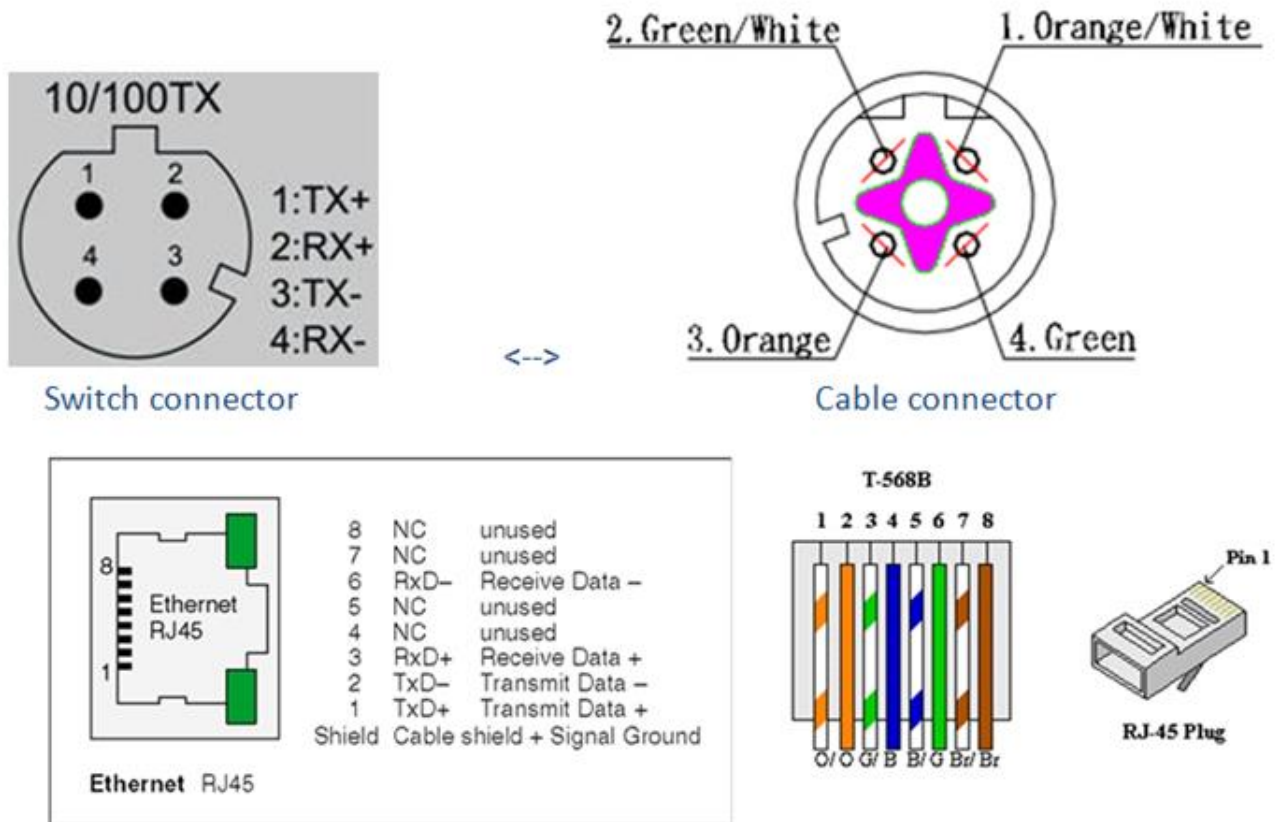 10/100TX
1 2
4 3
1:TX+
2:RX+
3:TX-
4:RX-
Switch connector
<-->
2. Green/White
1. Orange/White
3. Orange
4. Green
Cable connector
8
Ethernet
RJ45
1
8 NC unused
7 NC unused
6 RxD– Receive Data –
5 NC unused
4 NC unused
3 RxD+ Receive Data +
2 TxD– Transmit Data –
1 TxD+ Transmit Data +
Shield Cable shield + Signal Ground
Ethernet RJ45
T-568B
1 2 3 4 5 6 7 8
O/ O G/ B B/ G Br/ Br
Pin 1
RJ-45 Plug